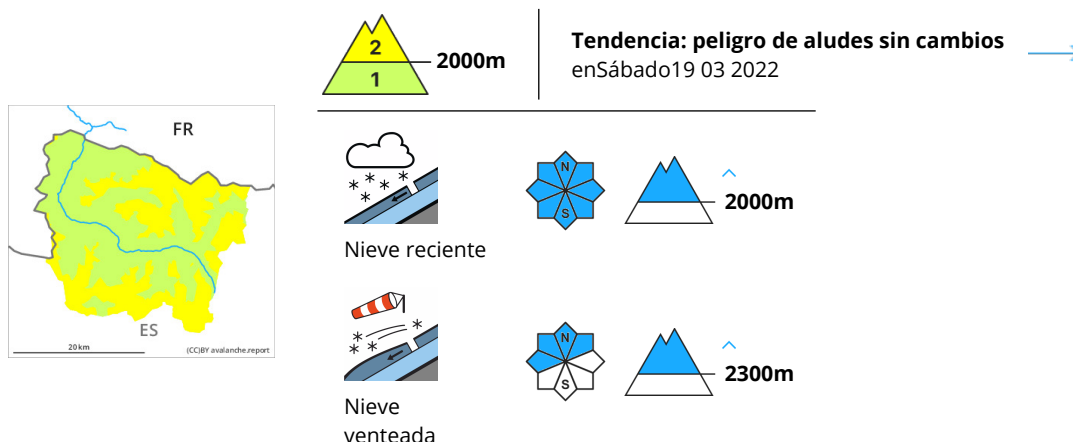 2
1
2000m
Tendencia: peligro de aludes sin cambios
enSábado19 03 2022
FR
ES
20 km
(CC)BY avalanche.report
N
S
2000m
Nieve reciente
N
S
2300m
Nieve
venteada